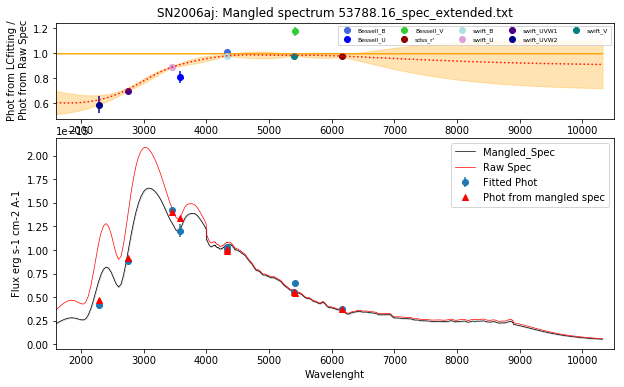 SN2006aj: Mangled spectrum 53788.16_spec_extended.txt
Phot from LCfitting /
Phot from Raw Spec
1.2
1.0
0.8
0.6
Bessell_B
Bessell_U
Bessell_V
sdss_r'
swift_B
swift_U
swift_UVW1
swift_UVW2
swift_V
2000 3000 4000 5000 6000 7000 8000 9000 10000
Flux erg s-1 cm-2 A-1
2.00
1.75
1.50
1.25
1.00
0.75
0.50
0.25
0.00
Mangled_Spec
Raw Spec
Fitted Phot
Phot from mangled spec
2000 3000 4000 5000 6000 7000 8000 9000 10000
Wavelenght